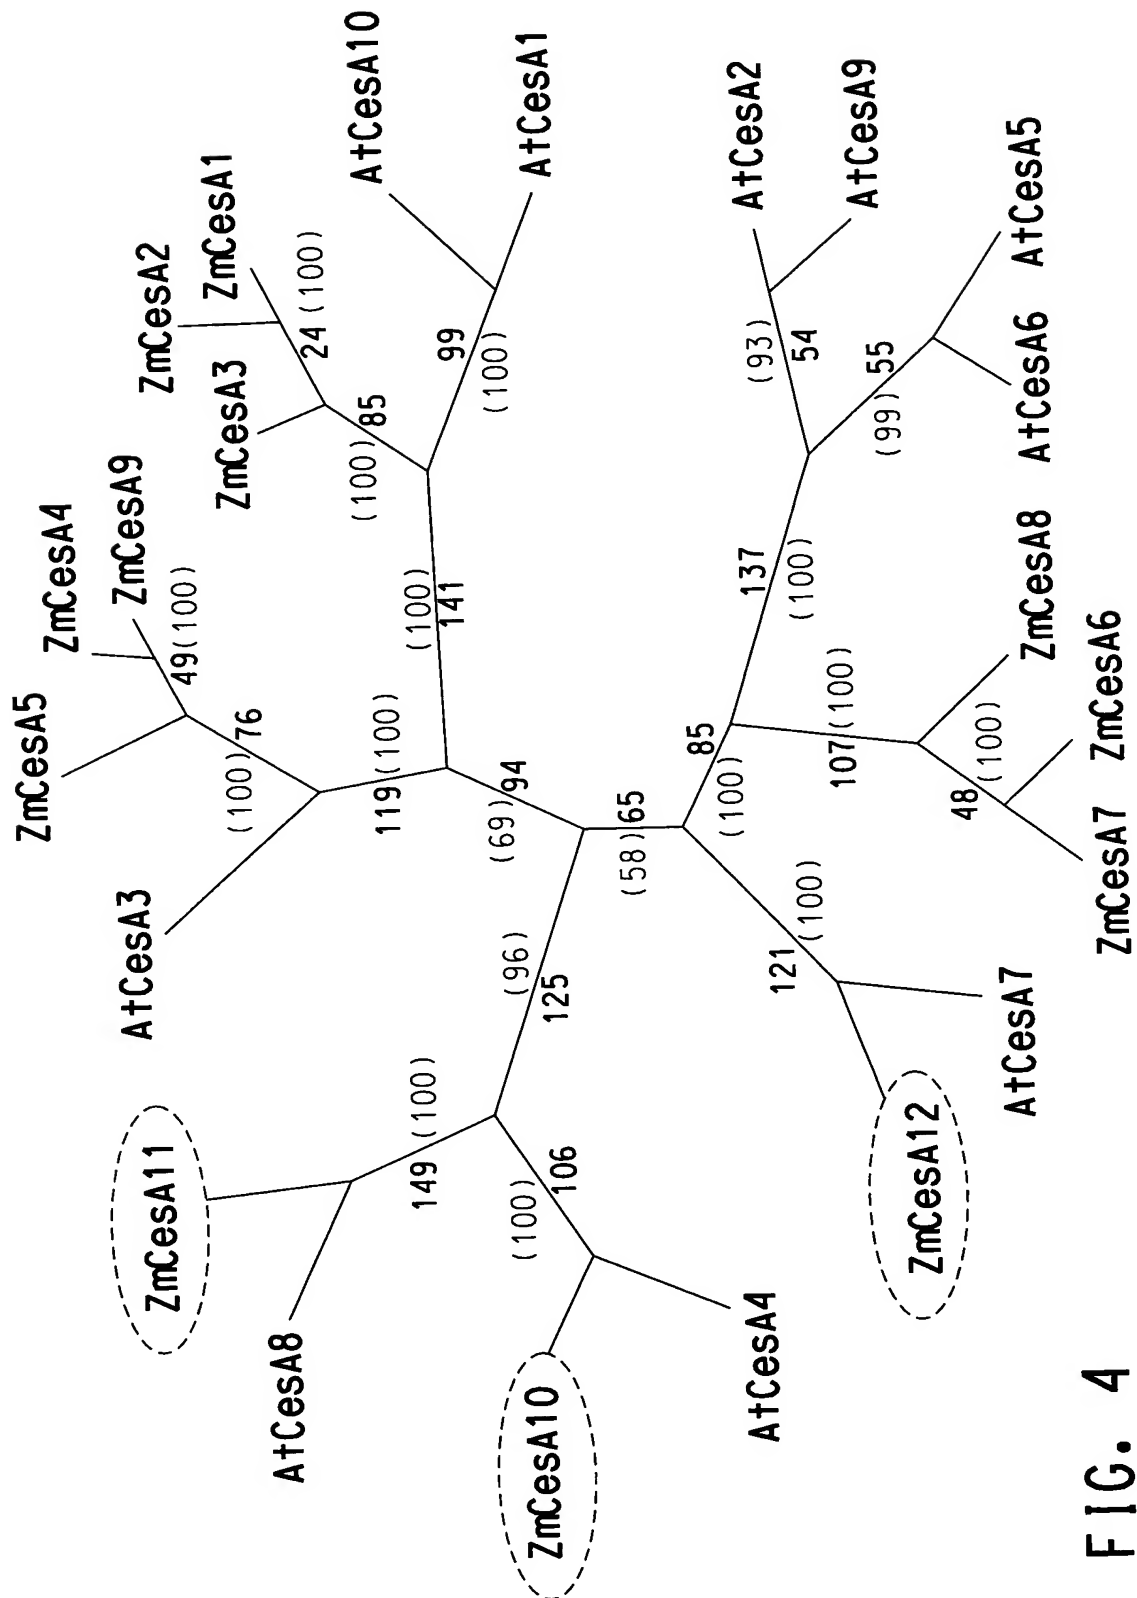 ZmCesA11
AtCesA8
149 (100)
ZmCesA10
AtCesA4
(100)
106
(96)
125
AtCesA3
ZmCesA5
ZmCesA4
ZmCesA9
49(100)
(100) 76
119(100)
(69) 94
(100)
141
ZmCesA3
ZmCesA2
ZmCesA1
24 (100)
(100) 85
AtCesA10
AtCesA1
99
(100)
(58) 65
121 (100)
ZmCesA12
AtCesA7
85
(100)
107(100)
ZmCesA8
48(100)
ZmCesA7
ZmCesA6
137
(100)
(93)
54
AtCesA2
AtCesA9
(99) 55
AtCesA6
AtCesA5
FIG. 4